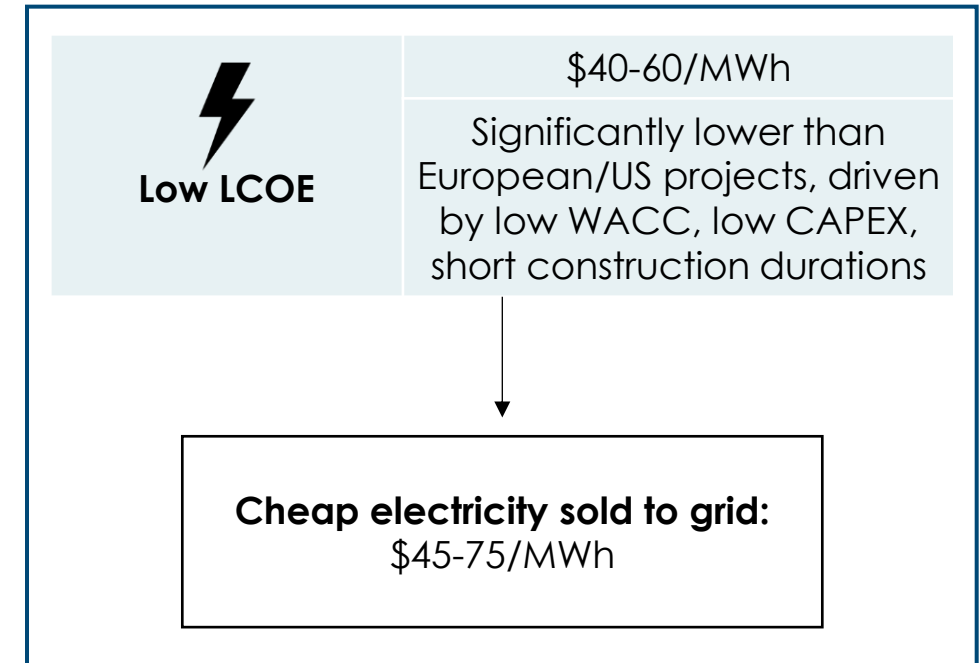 $40-60/MWh
Low LCOE
Significantly lower than
European/US projects, driven
by low WACC, low CAPEX,
short construction durations
Cheap electricity sold to grid:
$45-75/MWh